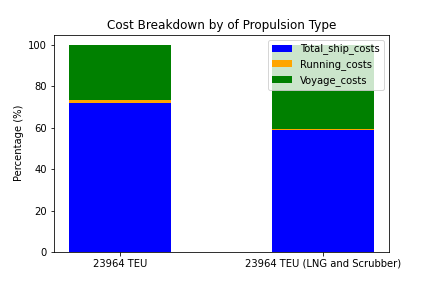 Cost Breakdown by of Propulsion Type
Total_ship_costs
Running_costs
Voyage_costs
Percentage (%)
100
80
60
40
20
0
23964 TEU
23964 TEU (LNG and Scrubber)